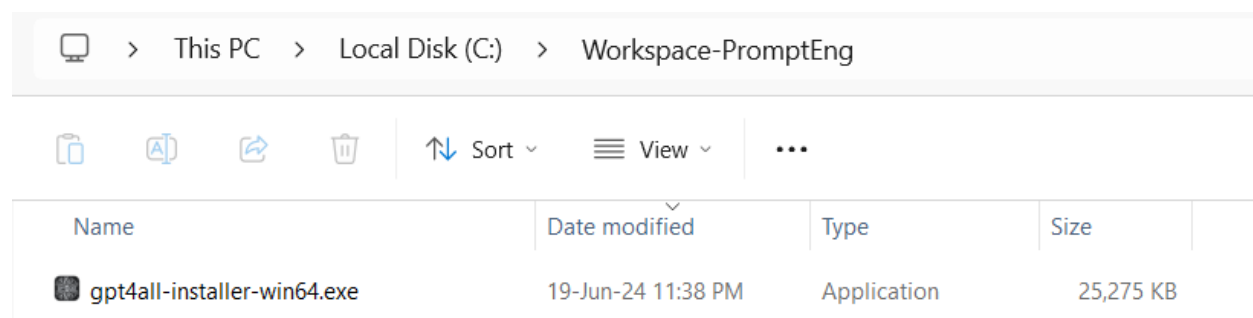 This PC > Local Disk (C:) > Workspace-PromptEng
Sort View
Name Date modified Type Size
gpt4all-installer-win64.exe 19-Jun-24 11:38 PM Application 25,275 KB